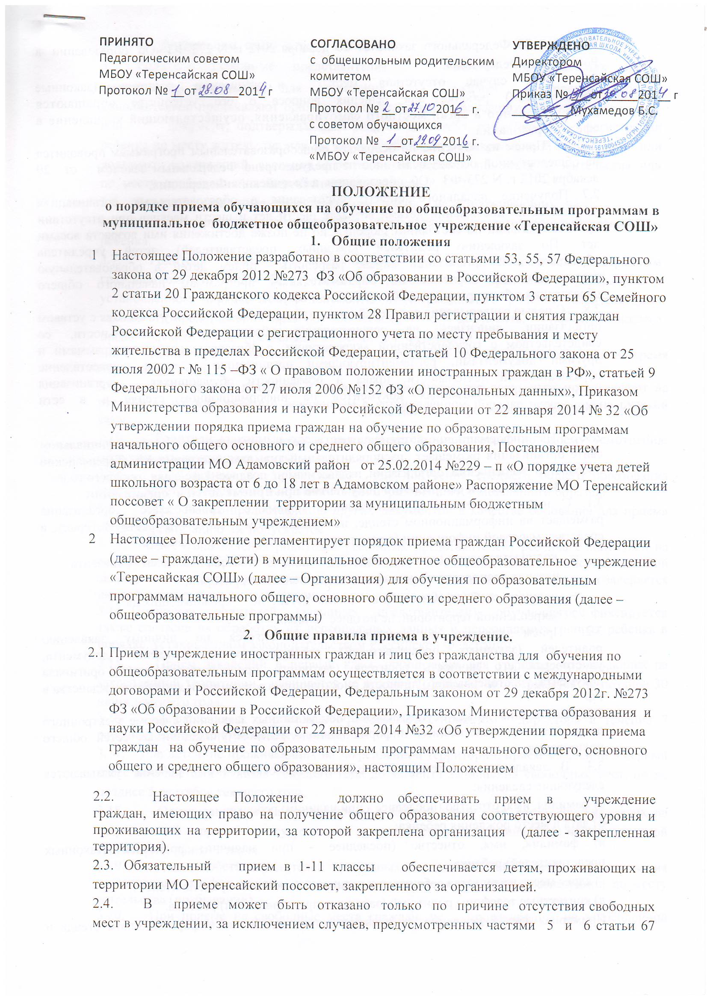 ПРИНЯТО
Педагогическим советом
МБОУ «Теренсайская СОШ»
Протокол № 1 от 28.08 2014 г
СОГЛАСОВАНО
с общешкольным родительским
комитетом
МБОУ «Теренсайская СОШ»
Протокол № 2 от 27.10 2016 г.
с советом обучающихся
Протокол № 1 от 29.09 2016 г.
«МБОУ «Теренсайская СОШ»
УТВЕРЖДЕНО
Директором
МБОУ «Теренсайская СОШ»
Приказ № от 30.08 2014 г
Мухамедов Б.С.
ПОЛОЖЕНИЕ
о порядке приема обучающихся на обучение по общеобразовательным программам в
муниципальное бюджетное общеобразовательное учреждение «Теренсайская СОШ»
1. Общие положения
1 Настоящее Положение разработано в соответствии со статьями 53, 55, 57 Федерального
закона от 29 декабря 2012 №273 ФЗ «Об образовании в Российской Федерации», пунктом
2 статьи 20 Гражданского кодекса Российской Федерации, пунктом 3 статьи 65 Семейного
кодекса Российской Федерации, пунктом 28 Правил регистрации и снятия граждан
Российской Федерации с регистрационного учета по месту пребывания и месту
жительства в пределах Российской Федерации, статьей 10 Федерального закона от 25
июля 2002 г № 115 –ФЗ « О правовом положении иностранных граждан в РФ», статьей 9
Федерального закона от 27 июля 2006 №152 ФЗ «О персональных данных», Приказом
Министерства образования и науки Российской Федерации от 22 января 2014 № 32 «Об
утверждении порядка приема граждан на обучение по образовательным программам
начального общего основного и среднего общего образования, Постановлением
администрации МО Адамовский район от 25.02.2014 №229 – п «О порядке учета детей
школьного возраста от 6 до 18 лет в Адамовском районе» Распоряжение МО Теренсайский
поссовет « О закреплении территории за муниципальным бюджетным
общеобразовательным учреждением»
2 Настоящее Положение регламентирует порядок приема граждан Российской Федерации
(далее – граждане, дети) в муниципальное бюджетное общеобразовательное учреждение
«Теренсайская СОШ» (далее – Организация) для обучения по образовательным
программам начального общего, основного общего и среднего образования (далее –
общеобразовательные программы)
2. Общие правила приема в учреждение.
2.1 Прием в учреждение иностранных граждан и лиц без гражданства для обучения по
общеобразовательным программам осуществляется в соответствии с международными
договорами и Российской Федерации, Федеральным законом от 29 декабря 2012г. №273
ФЗ «Об образовании в Российской Федерации», Приказом Министерства образования и
науки Российской Федерации от 22 января 2014 №32 «Об утверждении порядка приема
граждан на обучение по образовательным программам начального общего, основного
общего и среднего общего образования», настоящим Положением
2.2. Настоящее Положение должно обеспечивать прием в учреждение
граждан, имеющих право на получение общего образования соответствующего уровня и
проживающих на территории, за которой закреплена организация (далее - закрепленная
территория).
2.3. Обязательный прием в 1-11 классы обеспечивается детям, проживающих на
территории МО Теренсайский поссовет, закрепленного за организацией.
2.4. В приеме может быть отказано только по причине отсутствия свободных
мест в учреждении, за исключением случаев, предусмотренных частями 5 и 6 статьи 67